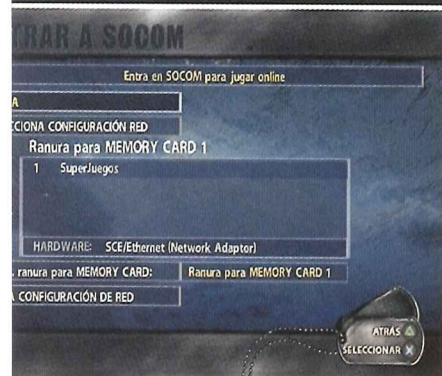 TRAR A SOCOM
Entra en SOCOM para jugar online
A
CCIONA CONFIGURACIÓN RED
Ranura para MEMORY CARD 1
1 SuperJuegos
HARDWARE: SCE/Ethernet (Network Adaptor)
ranura para MEMORY CARD: Ranura para MEMORY CARD 1
CONFIGURACIÓN DE RED
ATRÁS
SELECCIONAR X